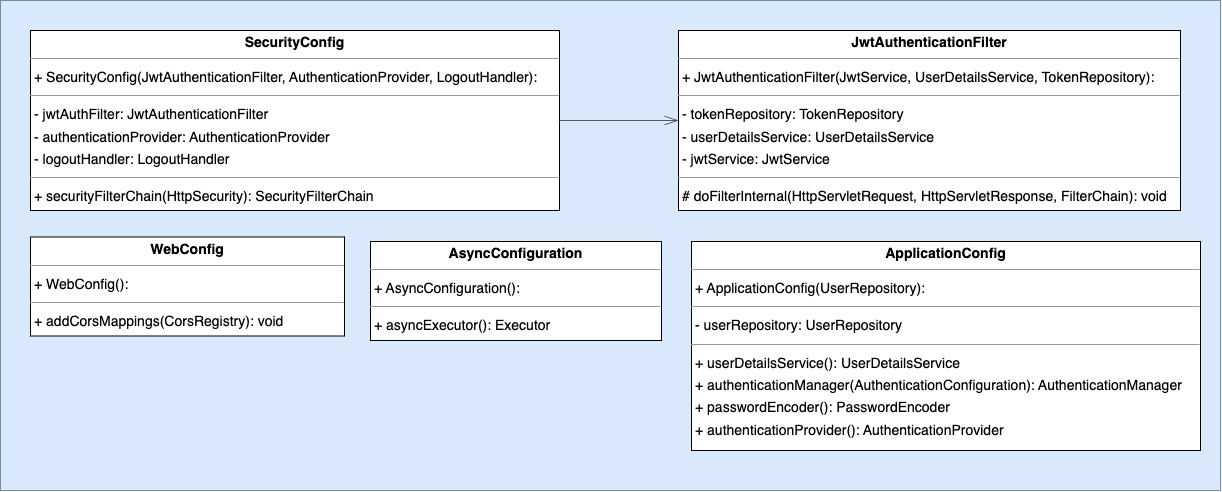 SecurityConfig
+ SecurityConfig(JwtAuthenticationFilter, AuthenticationProvider, LogoutHandler):
- jwtAuthFilter: JwtAuthenticationFilter
- authenticationProvider: AuthenticationProvider
- logoutHandler: LogoutHandler
+ securityFilterChain(HttpSecurity): SecurityFilterChain
JwtAuthenticationFilter
+ JwtAuthenticationFilter(JwtService, UserDetailsService, TokenRepository):
- tokenRepository: TokenRepository
- userDetailsService: UserDetailsService
- jwtService: JwtService
# doFilterInternal(HttpServletRequest, HttpServletResponse, FilterChain): void
WebConfig
+ WebConfig():
+ addCorsMappings(CorsRegistry): void
AsyncConfiguration
+ AsyncConfiguration():
+ asyncExecutor(): Executor
ApplicationConfig
+ ApplicationConfig(UserRepository):
- userRepository: UserRepository
+ userDetailsService(): UserDetailsService
+ authenticationManager(AuthenticationConfiguration): AuthenticationManager
+ passwordEncoder(): PasswordEncoder
+ authenticationProvider(): AuthenticationProvider